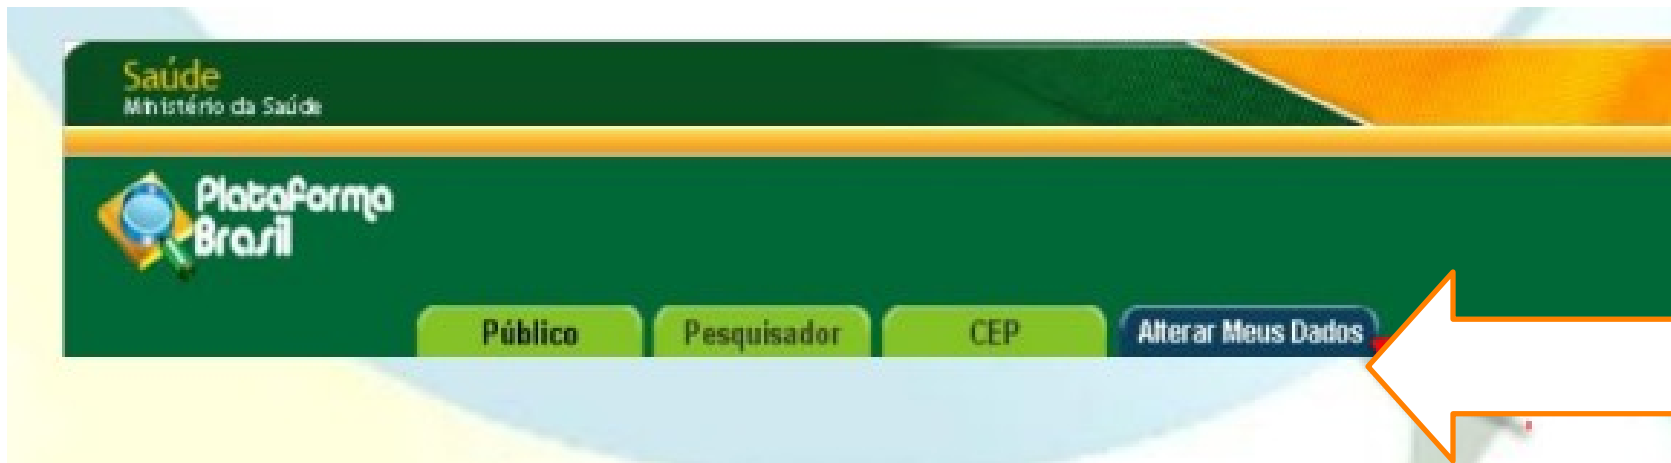 Saúde
Ministério da Saúde
Plataforma
Brasil
Público Pesquisador CEP Alterar Meus Dados